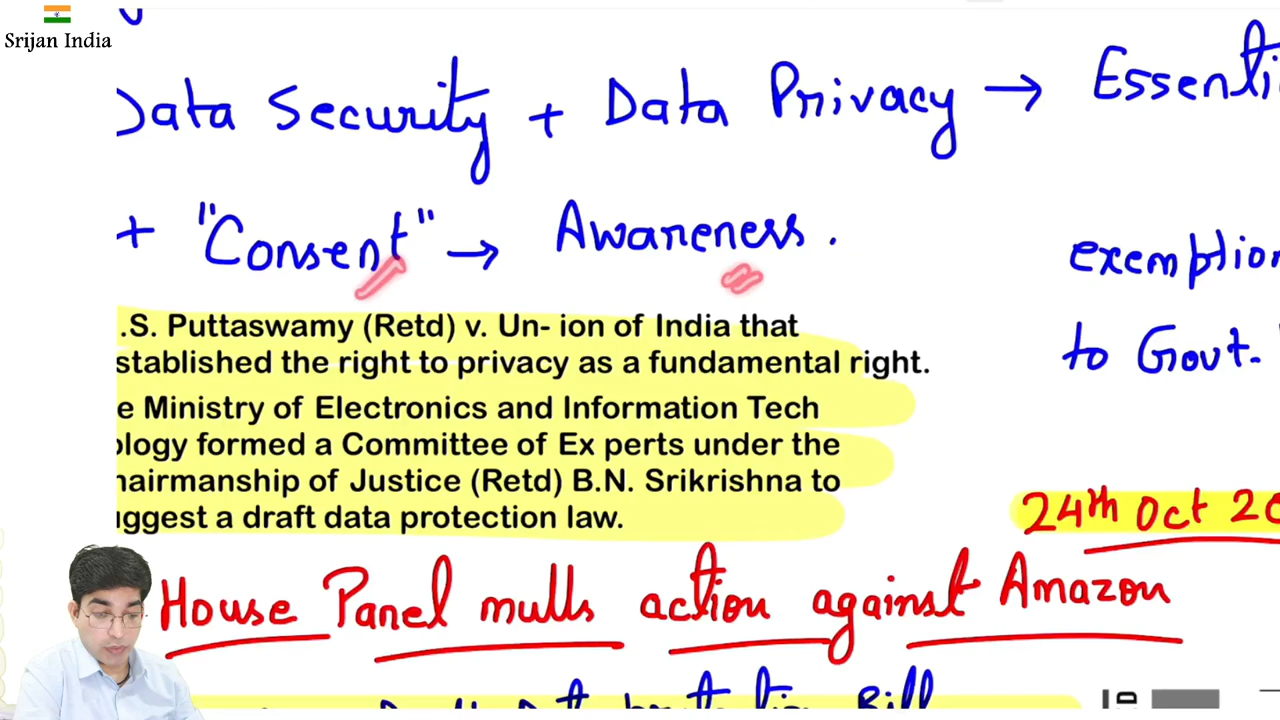 Srijan India
Data Security + Data Privacy → Essenti
+ "Consent" → Awareness.
exemption
to Govt.
.S. Puttaswamy (Retd) v. Un- ion of India that
stablished the right to privacy as a fundamental right.
e Ministry of Electronics and Information Tech
ology formed a Committee of Ex perts under the
hairmanship of Justice (Retd) B.N. Srikrishna to
uggest a draft data protection law.
24th Oct 20
House Panel mulls action against Amazon
Bill